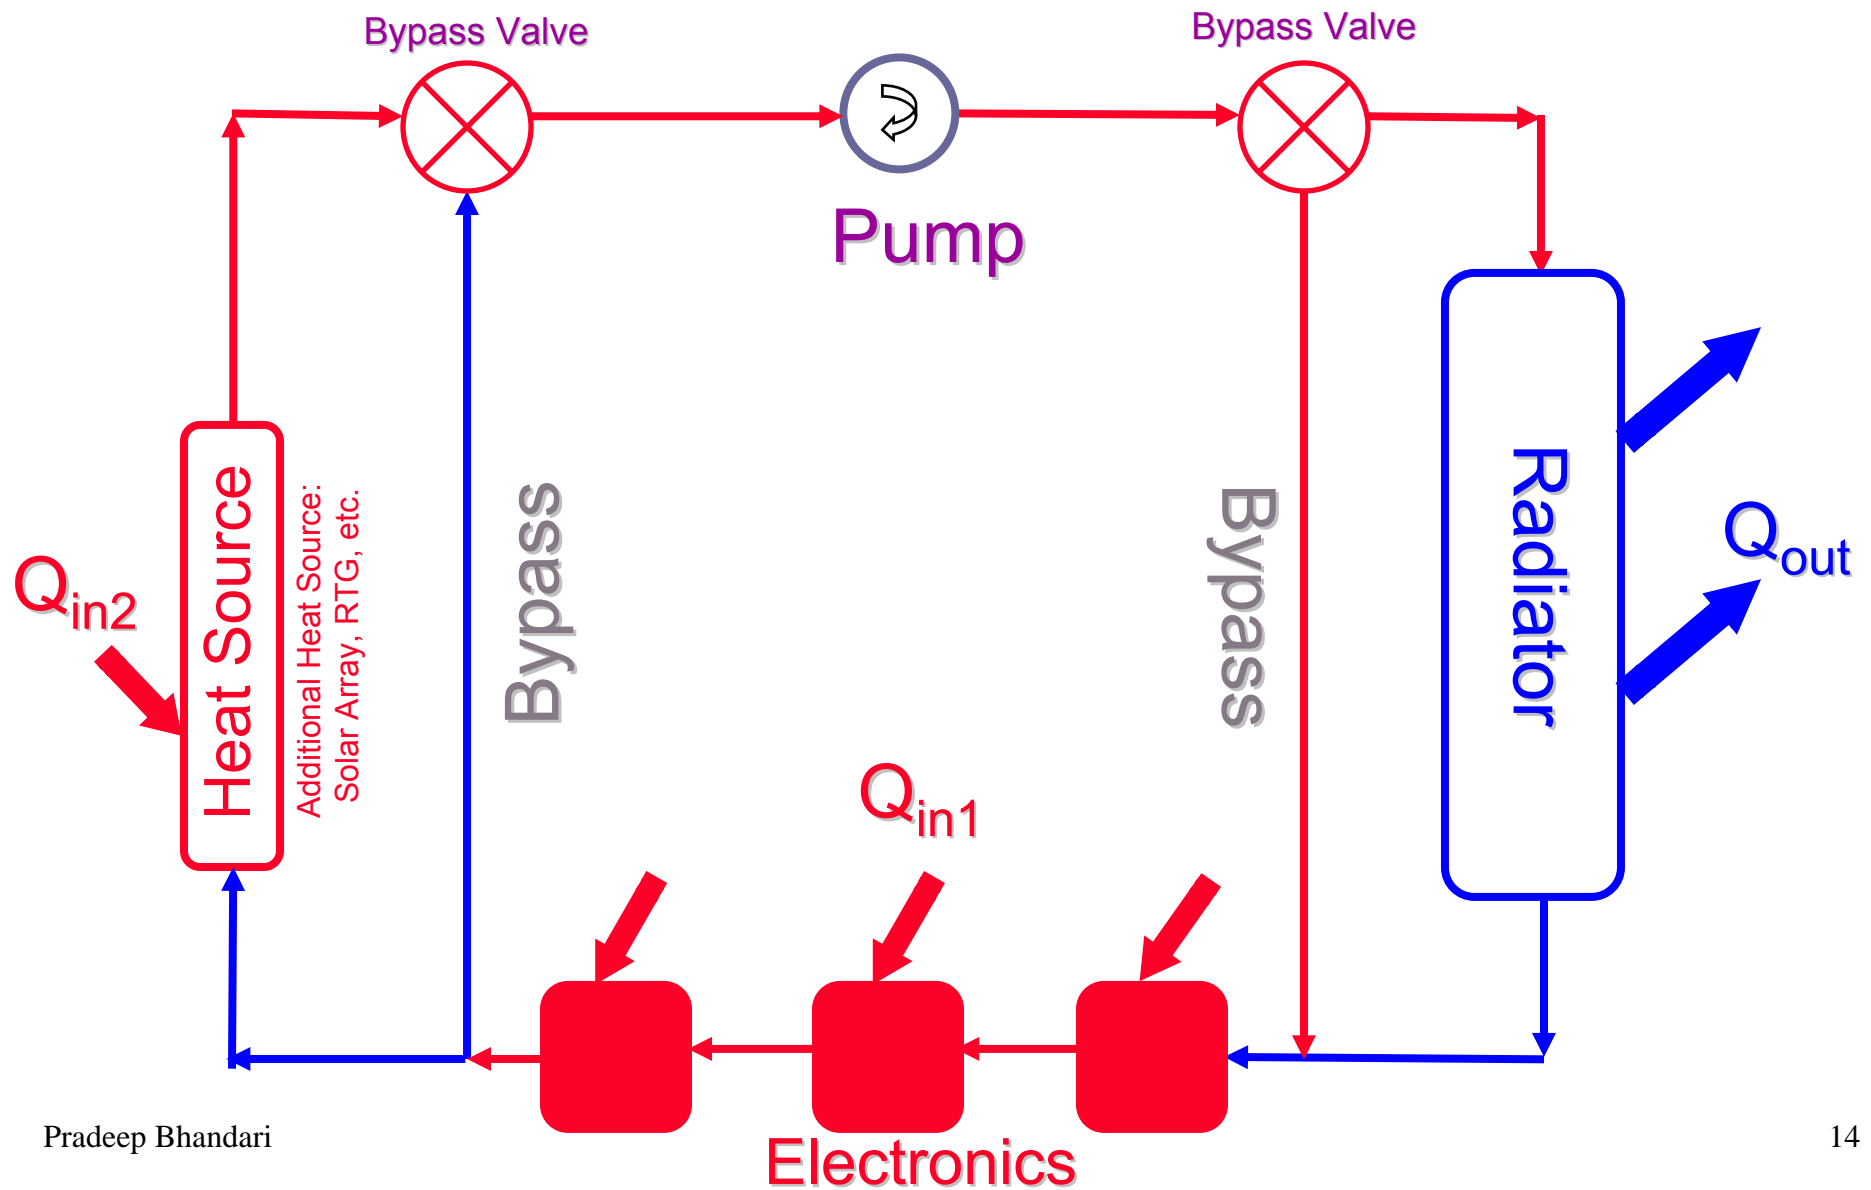 Bypass Valve
Bypass Valve
Pump
Heat Source
Additional Heat Source:
Solar Array, RTG, etc.
Bypass
Bypass
Radiator
Qout
Qin2
Qin1
Electronics
Pradeep Bhandari
14